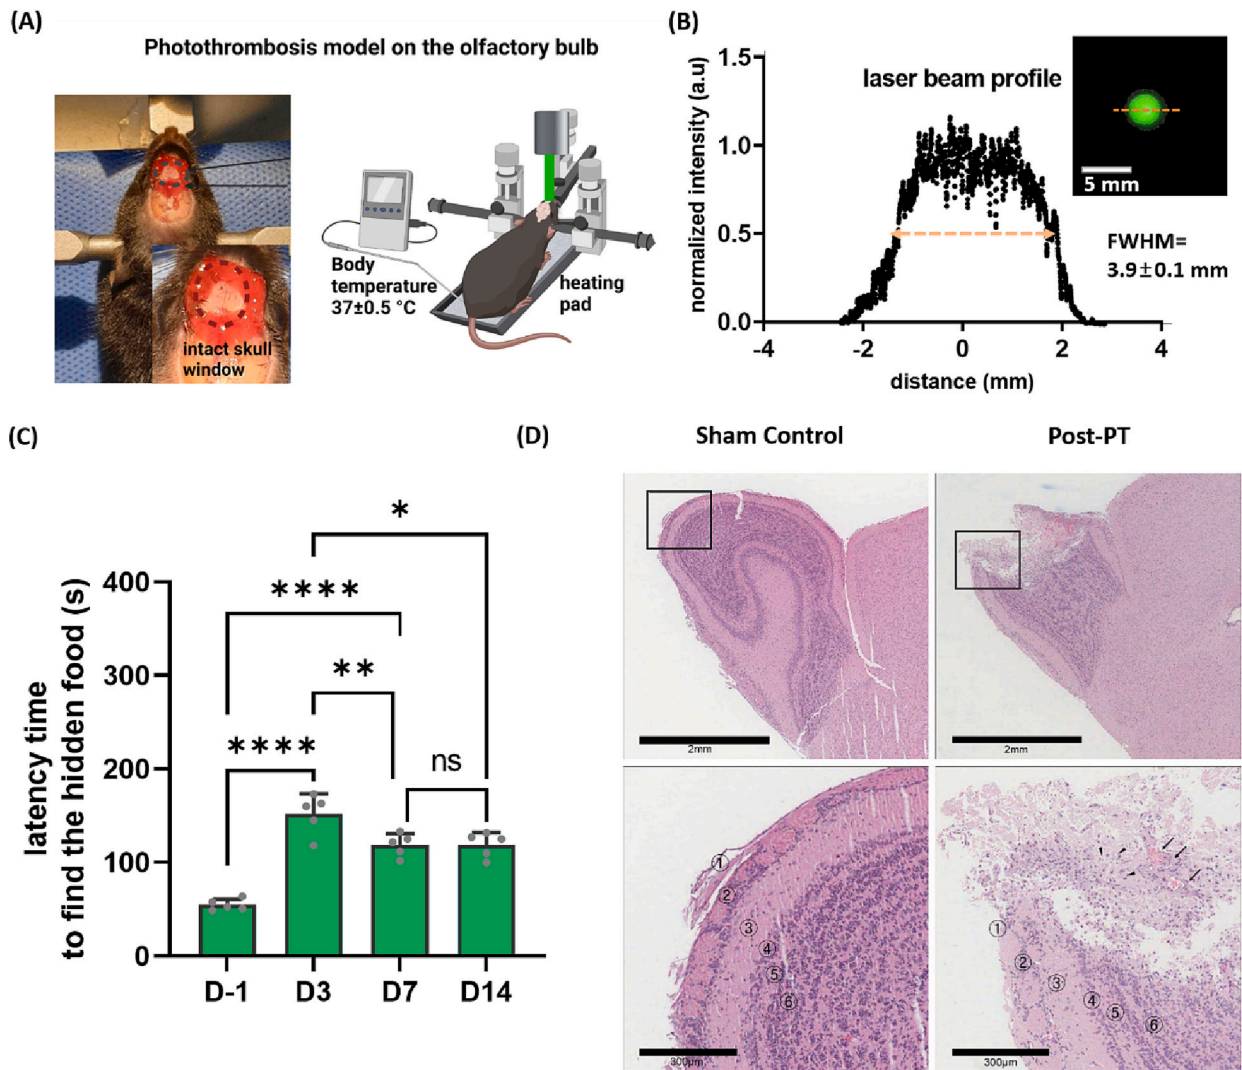 (A)
Photothrombosis model on the olfactory bulb
intact skull
window
Body
temperature
37±0.5 °C
heating
pad
(B)
laser beam profile
normalized intensity (a.u)
1.5
1.0
0.5
0.0
-4
-2
0
2
4
distance (mm)
5 mm
FWHM=
3.9±0.1 mm
(C)
latency time
to find the hidden food (s)
400
300
200
100
0
*
****
**
****
ns
D-1
D3
D7
D14
(D)
Sham Control
Post-PT
2mm
2mm
①
②
③
④
⑤
⑥
300μm
①
②
③
④
⑤
⑥
300μm